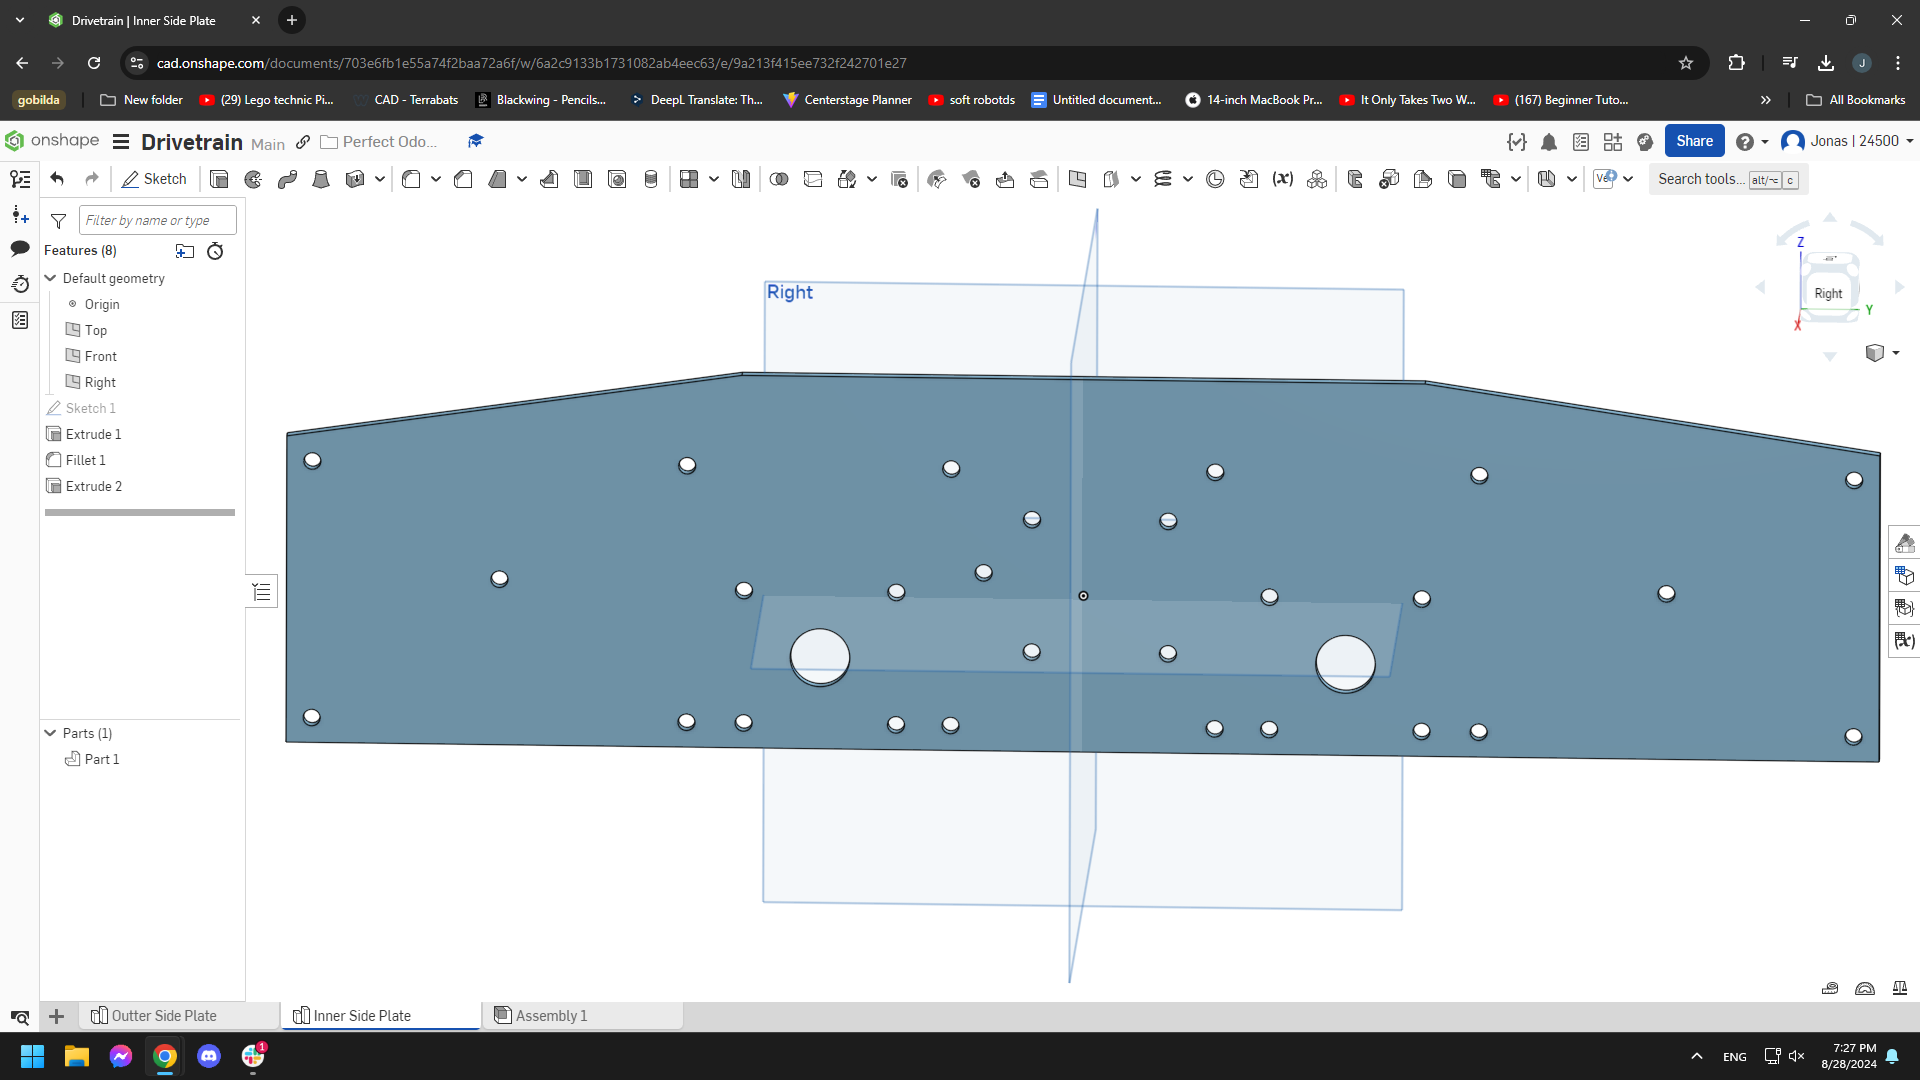 Drivetrain | Inner Side Plate
cad.onshape.com/documents/703e6fb1e55a74f2baa72a6f/w/6a2c9133b1731082ab4eec63/e/9a213f415ee732f242701e27
J
gobilda
New folder
(29) Lego technic Pi...
CAD - Terrabats
Blackwing - Pencils...
DeepL Translate: Th...
Centerstage Planner
soft robotds
Untitled document...
14-inch MacBook Pr...
It Only Takes Two W...
(167) Beginner Tuto...
All Bookmarks
onshape
Drivetrain Main
Perfect Odo...
Share
Jonas | 24500
Sketch
Search tools... alt/⌥ c
Filter by name or type
Features (8)
Default geometry
Origin
Top
Front
Right
Sketch 1
Extrude 1
Fillet 1
Extrude 2
Parts (1)
Part 1
Right
Z
Right
Y
X
Outter Side Plate
Inner Side Plate
Assembly 1
1
ENG
7:27 PM
8/28/2024